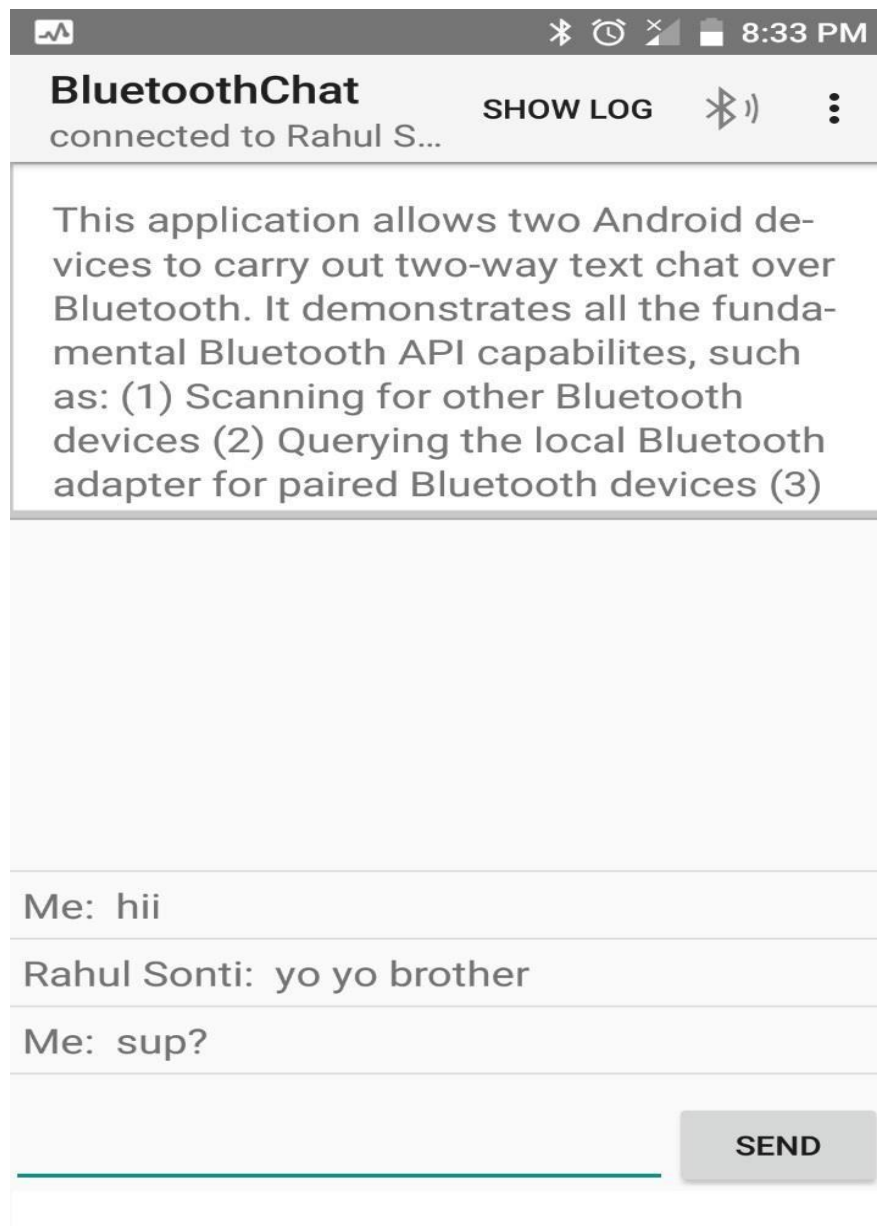 8:33 PM
BluetoothChat
connected to Rahul S...
SHOW LOG
This application allows two Android de-
vices to carry out two-way text chat over
Bluetooth. It demonstrates all the funda-
mental Bluetooth API capabilites, such
as: (1) Scanning for other Bluetooth
devices (2) Querying the local Bluetooth
adapter for paired Bluetooth devices (3)
Me: hii
Rahul Sonti: yo yo brother
Me: sup?
SEND